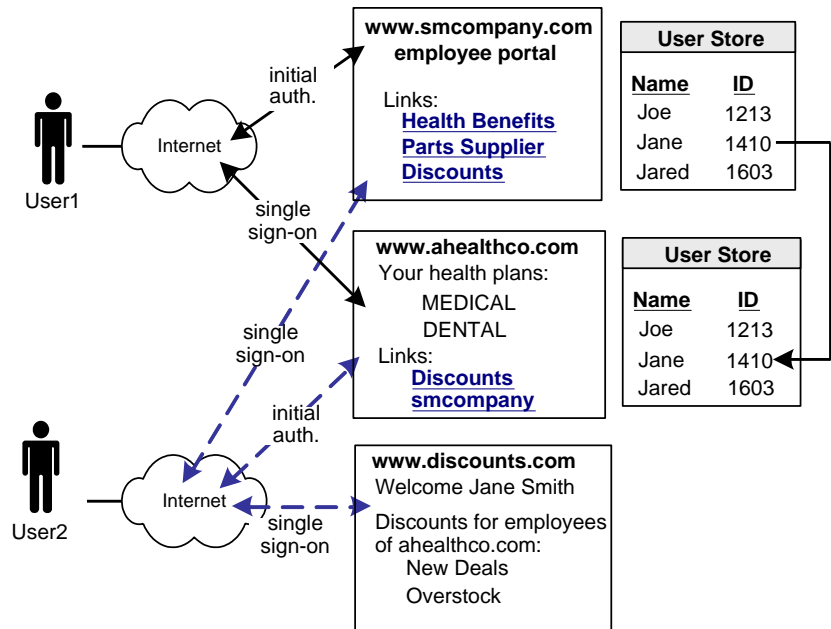 www.smcompany.com
employee portal
Links:
Health Benefits
Parts Supplier
Discounts
User Store
Name ID
Joe 1213
Jane 1410
Jared 1603
initial
auth.
Internet
User1
single
sign-on
www.ahealthco.com
Your health plans:
MEDICAL
DENTAL
Links:
Discounts
smcompany
User Store
Name ID
Joe 1213
Jane 1410
Jared 1603
single
sign-on
initial
auth.
Internet
User2
single
sign-on
www.discounts.com
Welcome Jane Smith
Discounts for employees
of ahealthco.com:
New Deals
Overstock